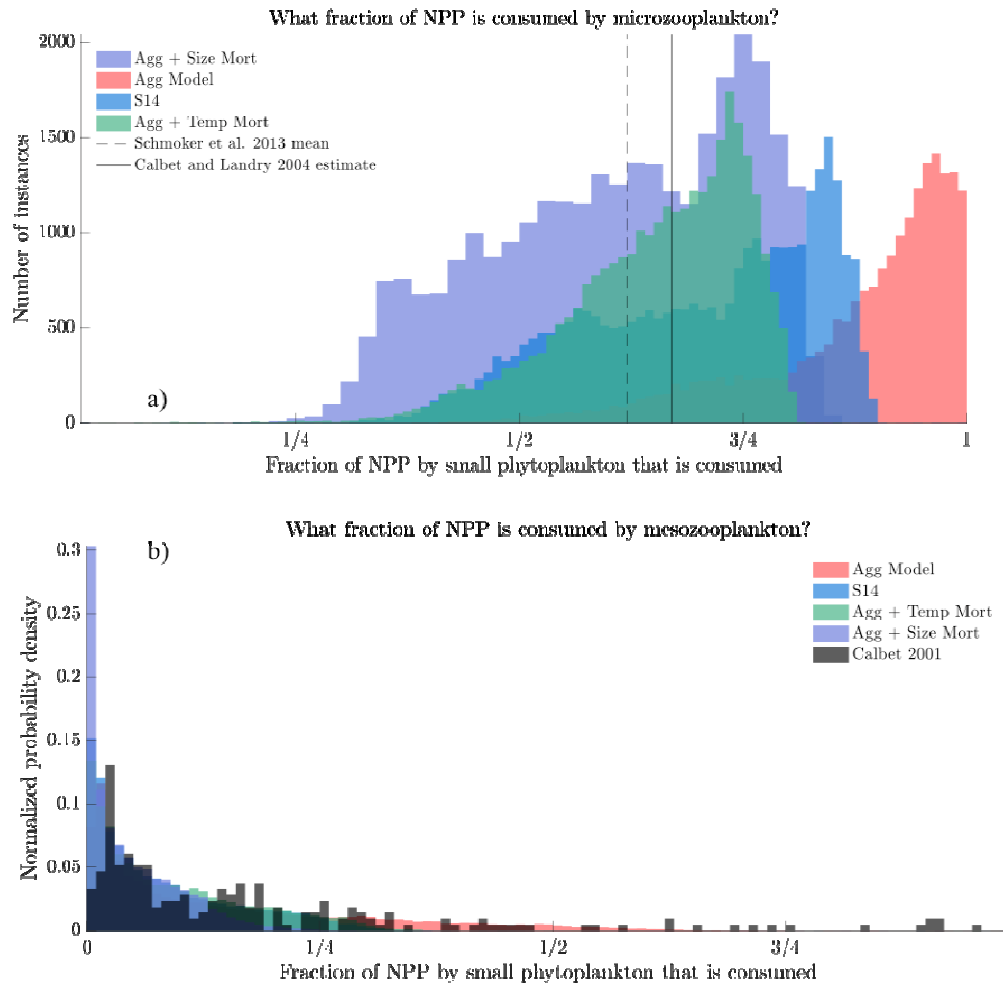 What fraction of NPP is consumed by microzooplankton?
2000
1500
1000
500
0
Number of instances
Agg + Size Mort
Agg Model
S14
Agg + Temp Mort
Schmoker et al. 2013 mean
Calbet and Landry 2004 estimate
a)
1/4
1/2
3/4
1
Fraction of NPP by small phytoplankton that is consumed
What fraction of NPP is consumed by mesozooplankton?
b)
0.3
0.25
0.2
0.15
0.1
0.05
0
Normalized probability density
Agg Model
S14
Agg + Temp Mort
Agg + Size Mort
Calbet 2001
0
1/4
1/2
3/4
Fraction of NPP by small phytoplankton that is consumed